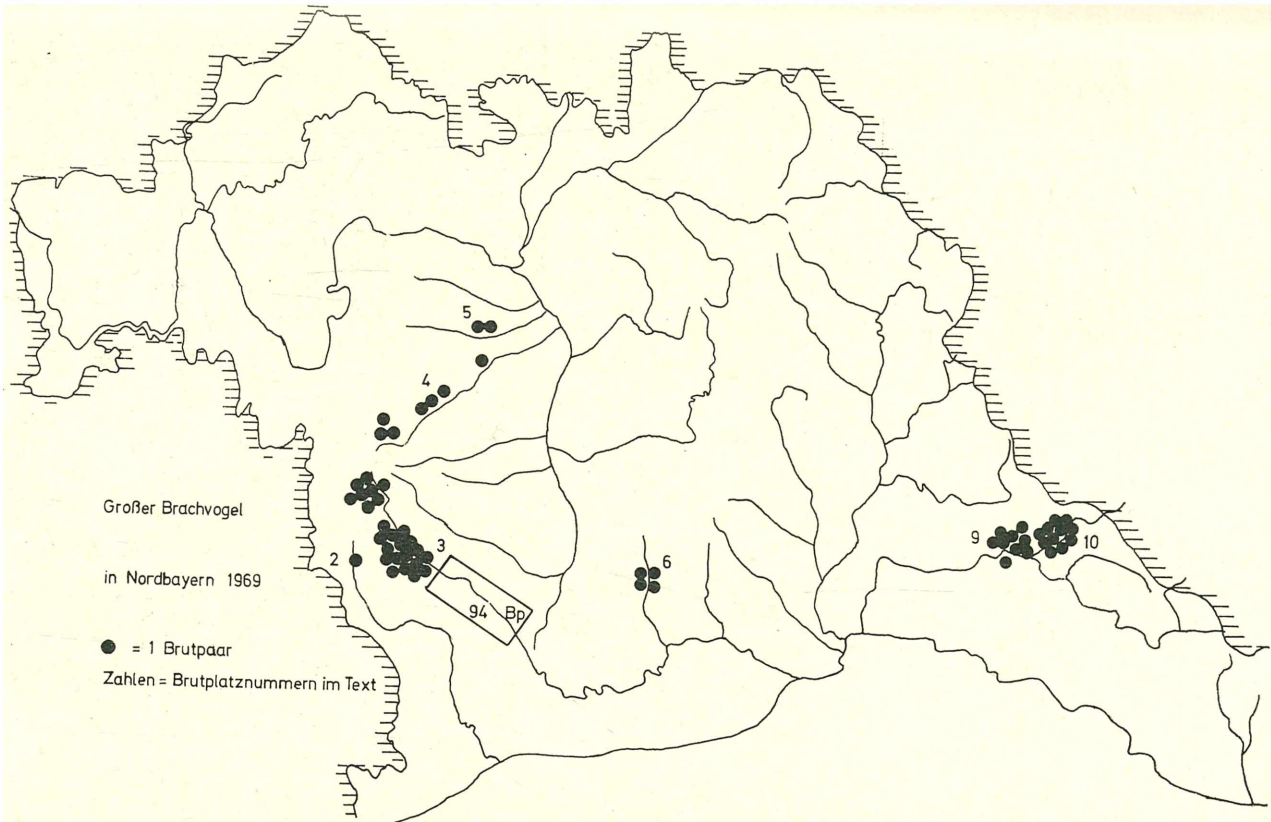 5
4
Großer Brachvogel
in Nordbayern 1969
2
3
6
9
10
94 Bp
● = 1 Brutpaar
Zahlen = Brutplatznummern im Text